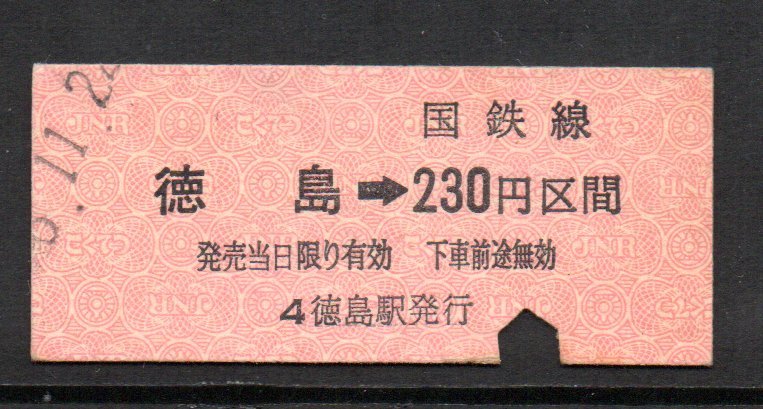 国鉄線
徳島➡230円区間
発売当日限り有効 下車前途無効
4徳島駅発行